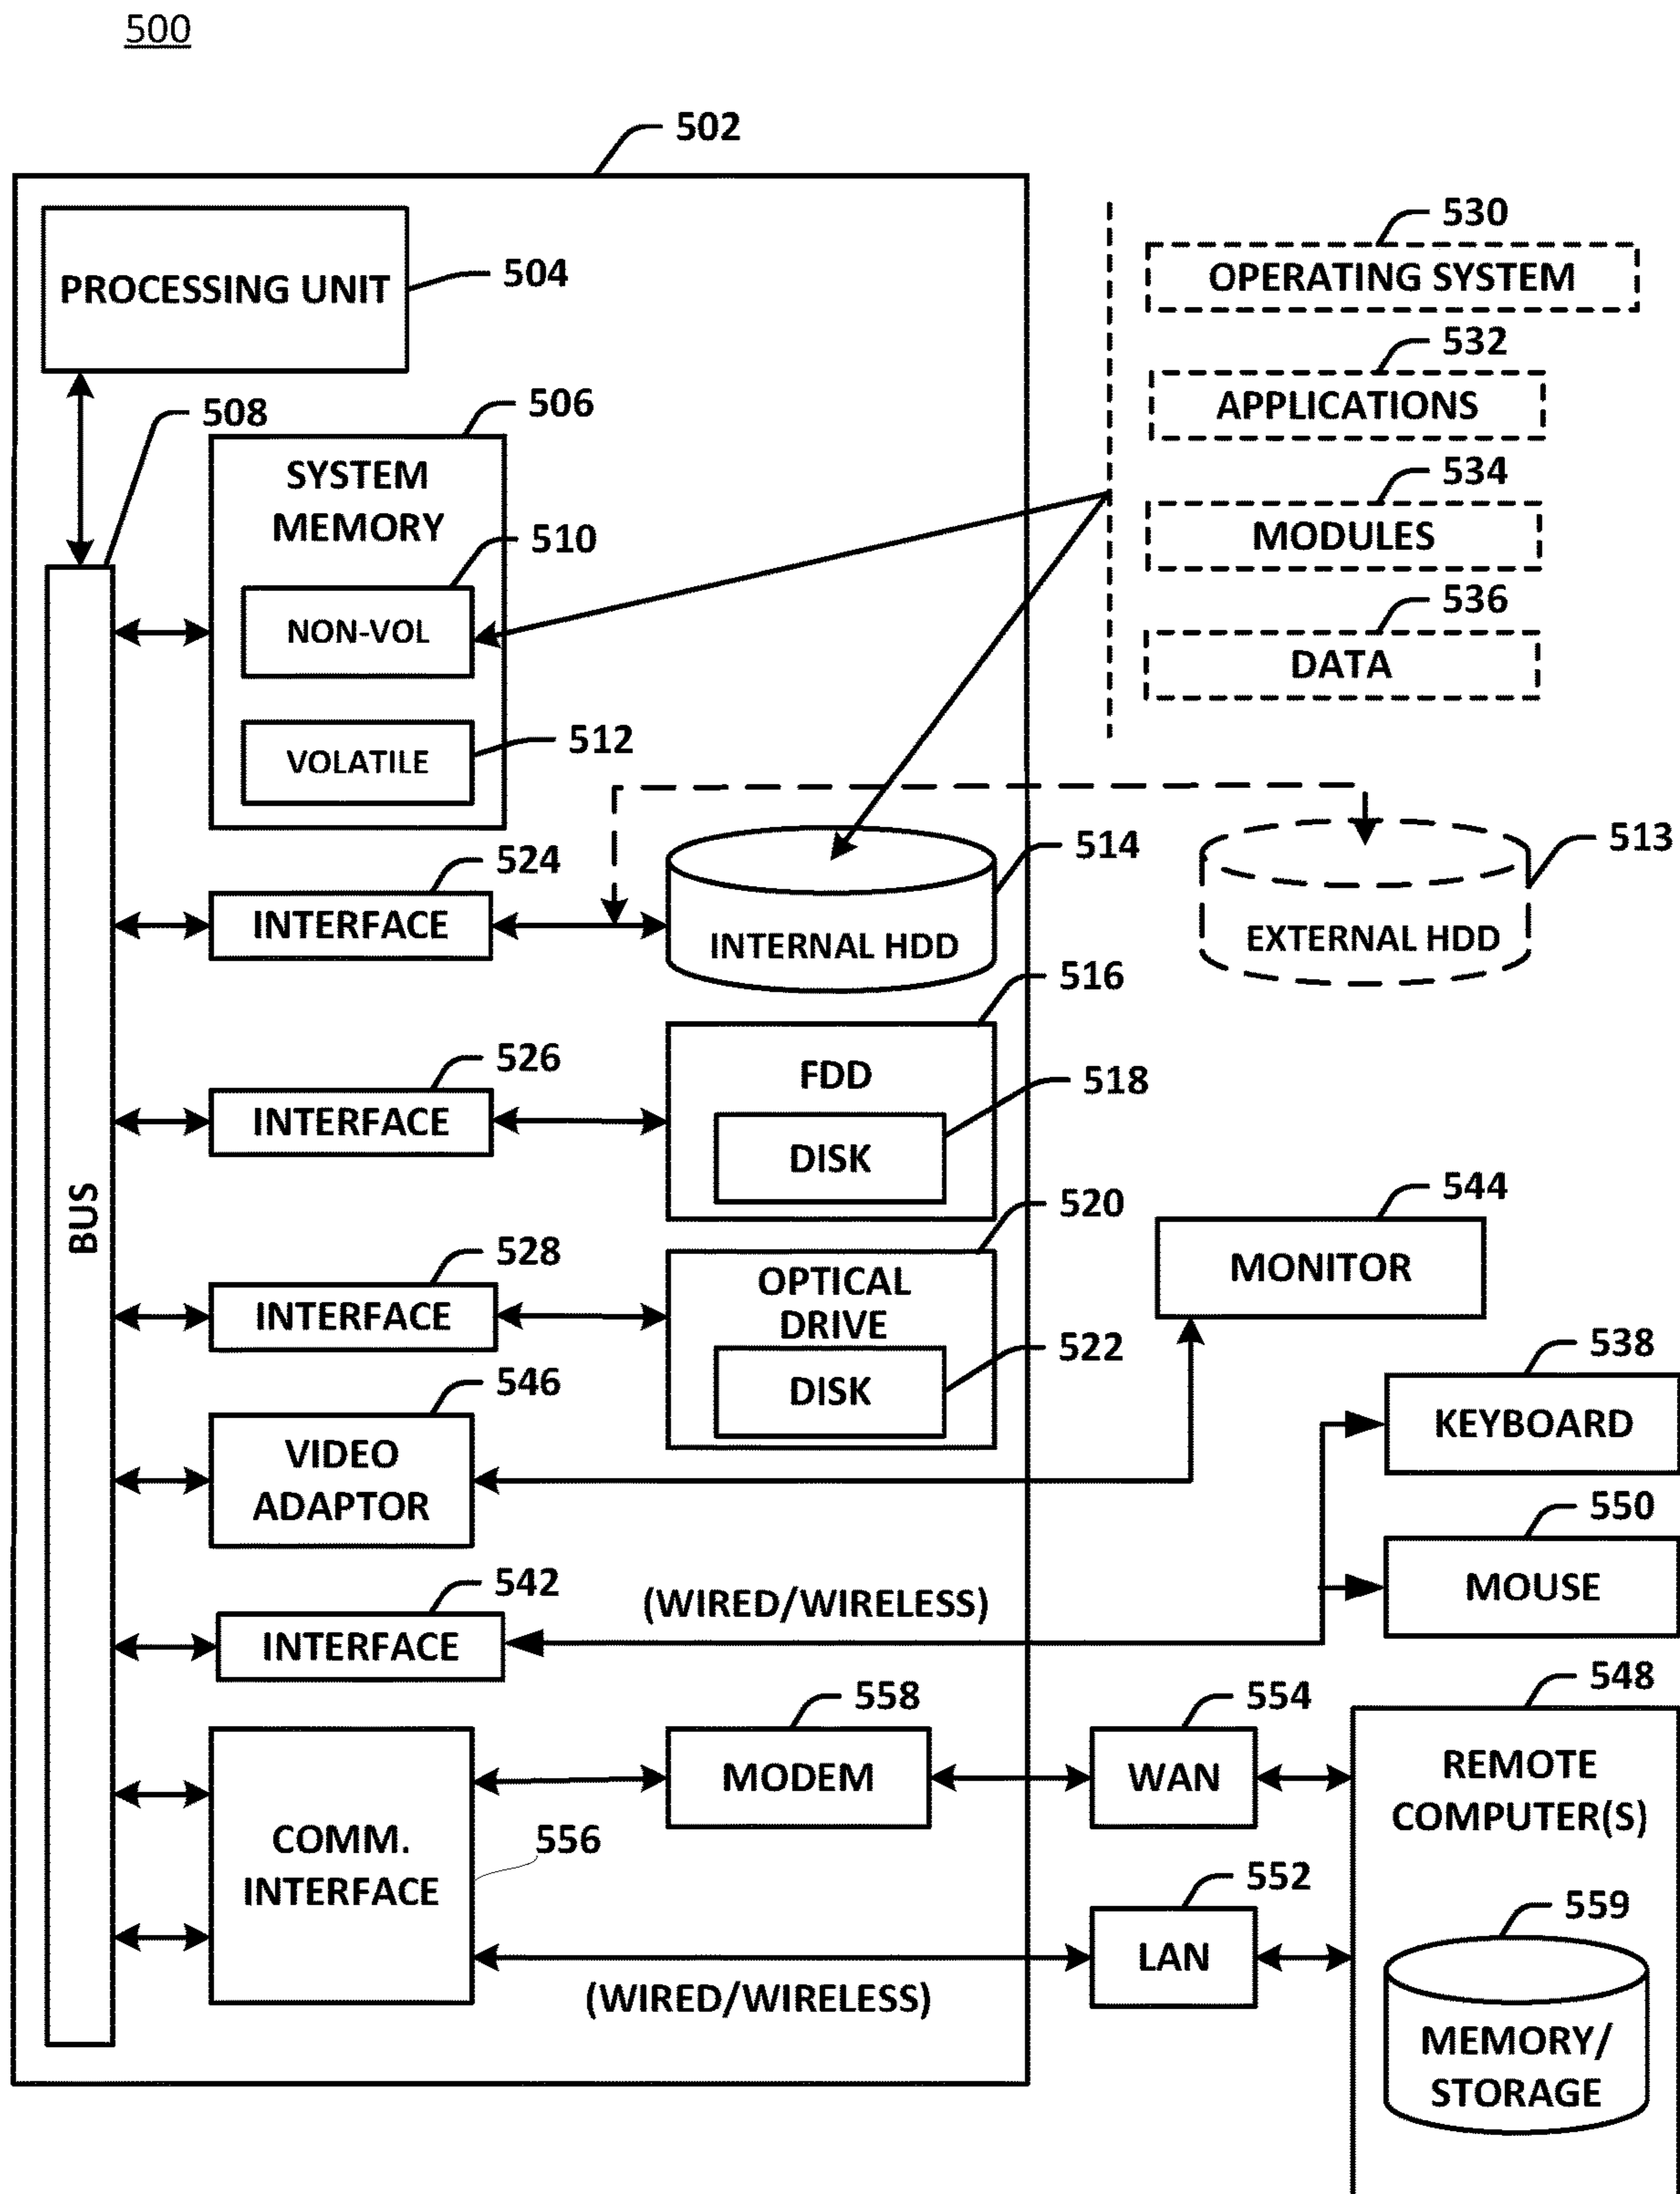 500
502
PROCESSING UNIT
504
530
OPERATING SYSTEM
532
APPLICATIONS
534
MODULES
536
DATA
508
506
SYSTEM
MEMORY
510
NON-VOL
512
VOLATILE
524
INTERFACE
514
INTERNAL HDD
513
EXTERNAL HDD
516
526
INTERFACE
FDD
518
DISK
BUS
520
528
INTERFACE
OPTICAL
DRIVE
522
DISK
544
MONITOR
546
VIDEO
ADAPTOR
538
KEYBOARD
550
MOUSE
542
INTERFACE
(WIRED/WIRELESS)
558
MODEM
554
WAN
548
REMOTE
COMPUTER(S)
COMM.
INTERFACE
556
552
LAN
(WIRED/WIRELESS)
559
MEMORY/
STORAGE